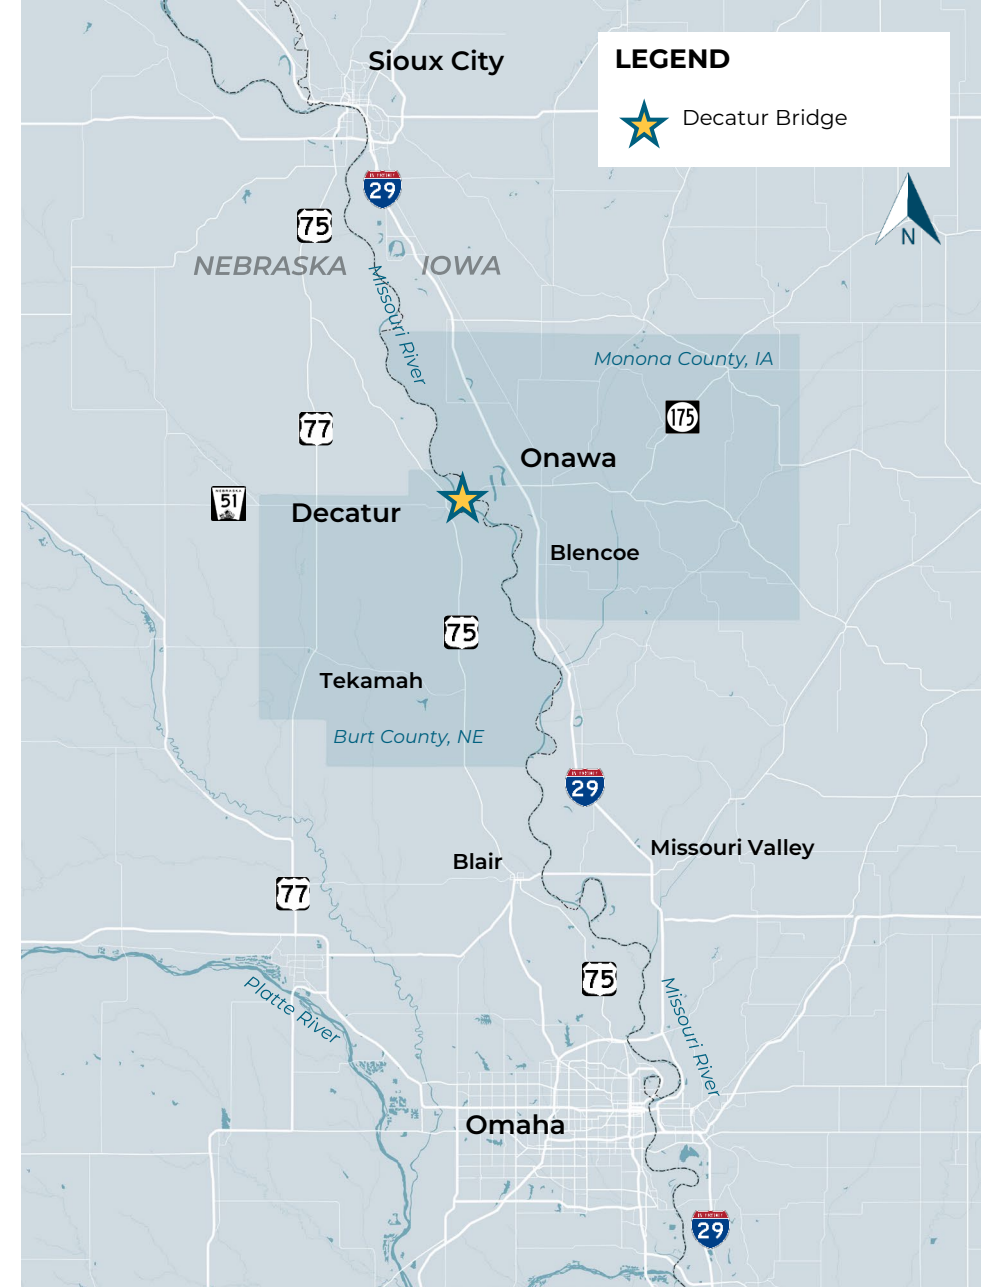 Sioux City
LEGEND
Decatur Bridge
29
75
N
NEBRASKA
IOWA
Missouri River
Monona County, IA
175
77
Onawa
51
Decatur
Blencoe
75
Tekamah
Burt County, NE
29
Missouri Valley
Blair
77
75
Platte River
Missouri River
Omaha
29